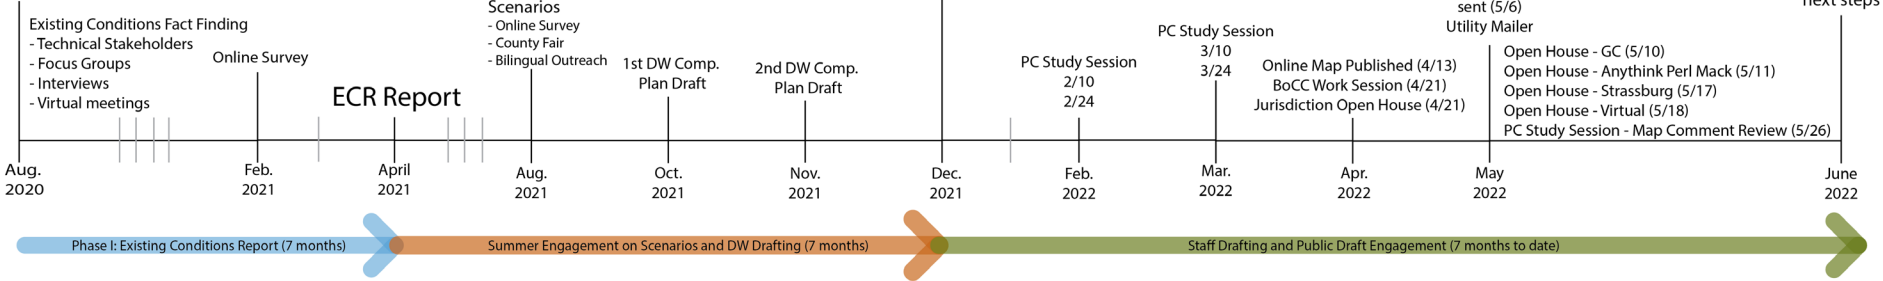 Existing Conditions Fact Finding
- Technical Stakeholders
- Focus Groups
- Interviews
- Virtual meetings
Online Survey
ECR Report
Scenarios
- Online Survey
- County Fair
- Bilingual Outreach
1st DW Comp.
Plan Draft
2nd DW Comp.
Plan Draft
PC Study Session
2/10
2/24
PC Study Session
3/10
3/24
Online Map Published (4/13)
BoCC Work Session (4/21)
Jurisdiction Open House (4/21)
sent (5/6)
Utility Mailer
Open House - GC (5/10)
Open House - Anythink Perl Mack (5/11)
Open House - Strassburg (5/17)
Open House - Virtual (5/18)
PC Study Session - Map Comment Review (5/26)
next steps
Aug.
2020
Feb.
2021
April
2021
Aug.
2021
Oct.
2021
Nov.
2021
Dec.
2021
Feb.
2022
Mar.
2022
Apr.
2022
May
2022
June
2022
Phase I: Existing Conditions Report (7 months)
Summer Engagement on Scenarios and DW Drafting (7 months)
Staff Drafting and Public Draft Engagement (7 months to date)